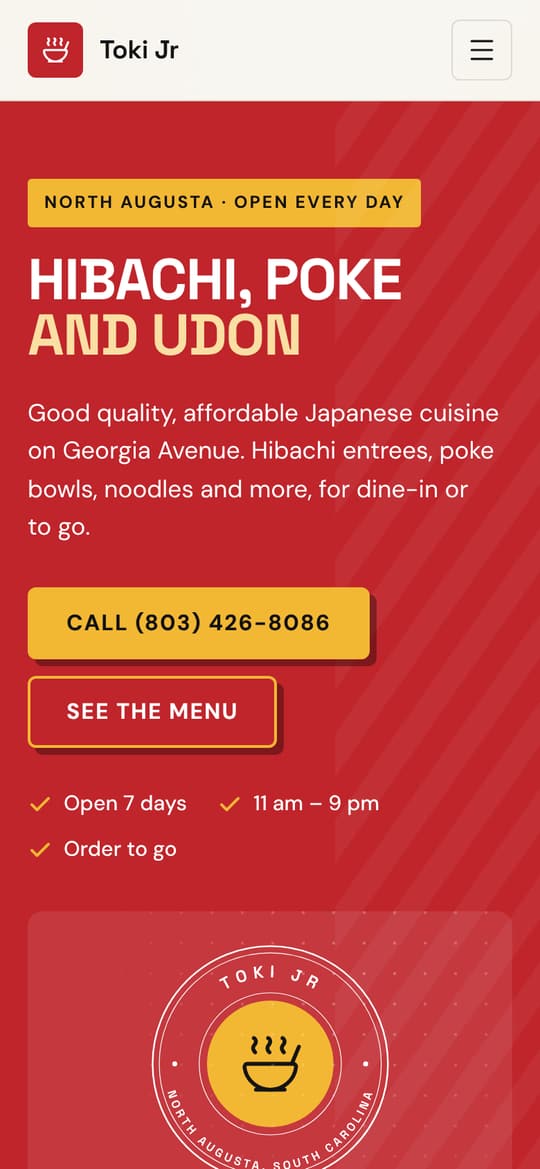 Toki Jr
NORTH AUGUSTA · OPEN EVERY DAY
HIBACHI, POKE
AND UDON
Good quality, affordable Japanese cuisine
on Georgia Avenue. Hibachi entrees, poke
bowls, noodles and more, for dine-in or
to go.
CALL (803) 426-8086
SEE THE MENU
Open 7 days
11 am – 9 pm
Order to go
TOKI JR
NORTH AUGUSTA, SOUTH CAROLINA